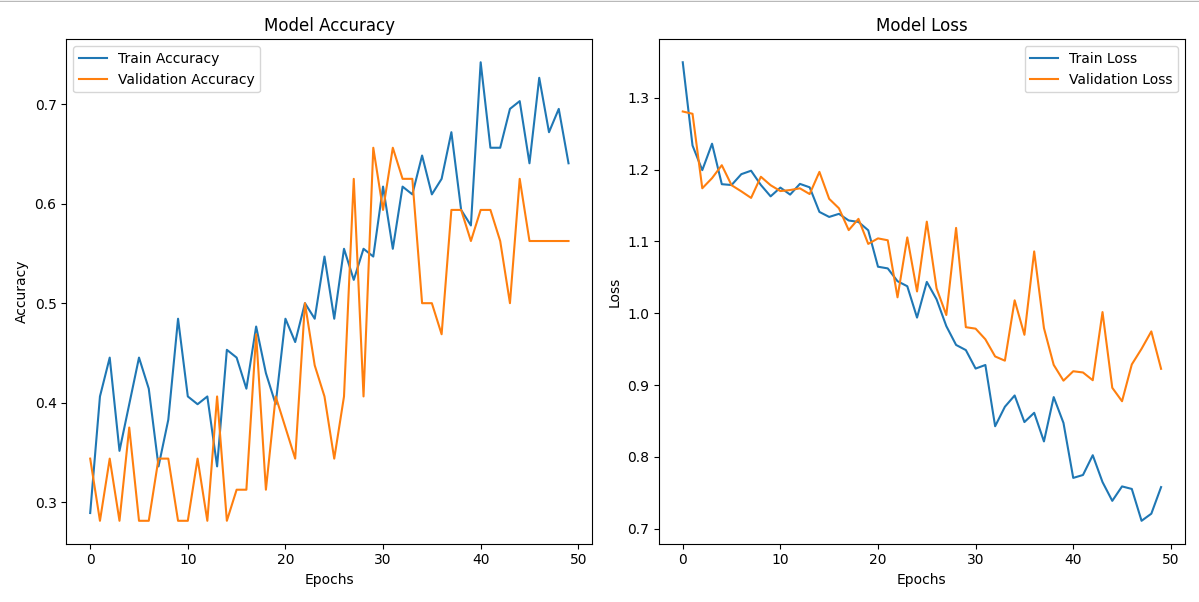 Model Accuracy
Train Accuracy
Validation Accuracy
0.7
0.6
0.5
0.4
0.3
Accuracy
0 10 20 30 40 50
Epochs
Model Loss
Train Loss
Validation Loss
1.3
1.2
1.1
1.0
0.9
0.8
0.7
Loss
0 10 20 30 40 50
Epochs